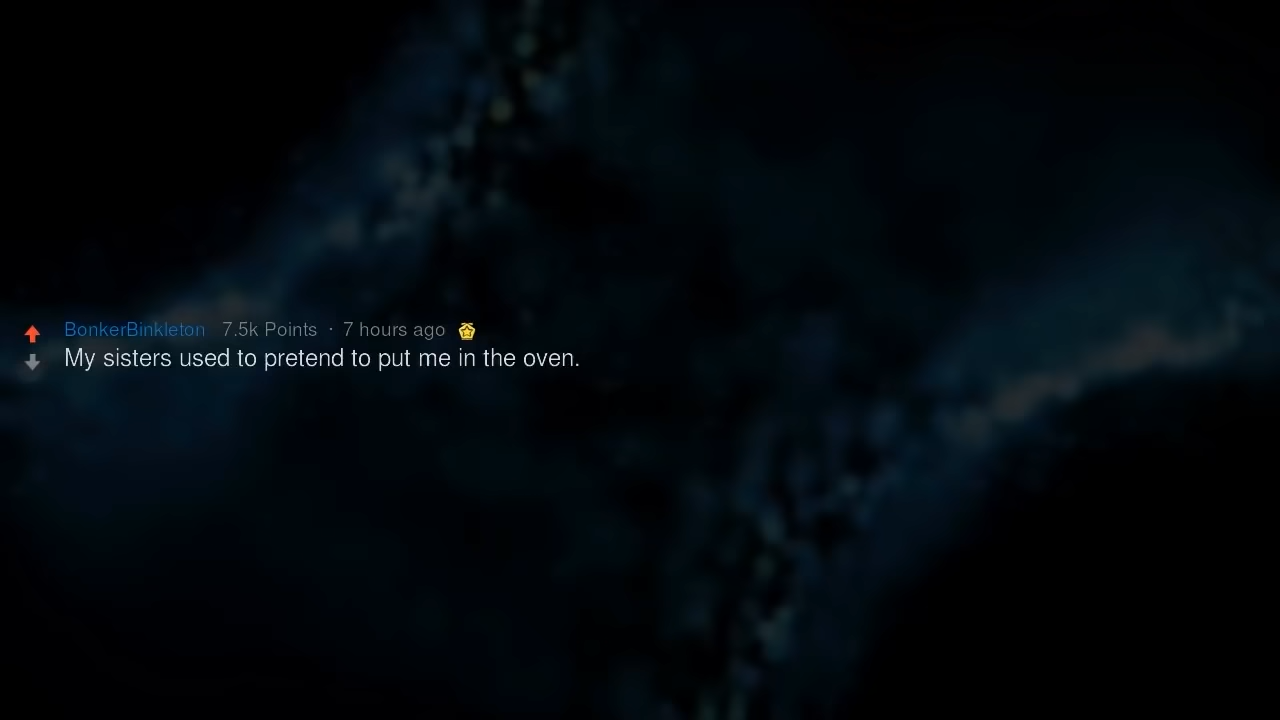 BonkerBinkleton 7.5k Points · 7 hours ago
My sisters used to pretend to put me in the oven.